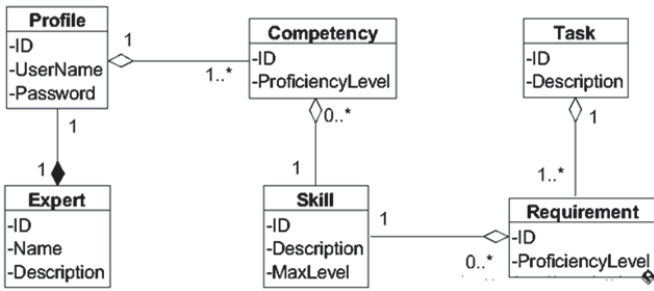 Profile
-ID
-UserName
-Password
1
1..*
Competency
-ID
-ProficiencyLevel
Task
-ID
-Description
1
0..*
1
1
1
1..*
Expert
-ID
-Name
-Description
Skill
-ID
-Description
-MaxLevel
1
0..*
Requirement
-ID
-ProficiencyLevel